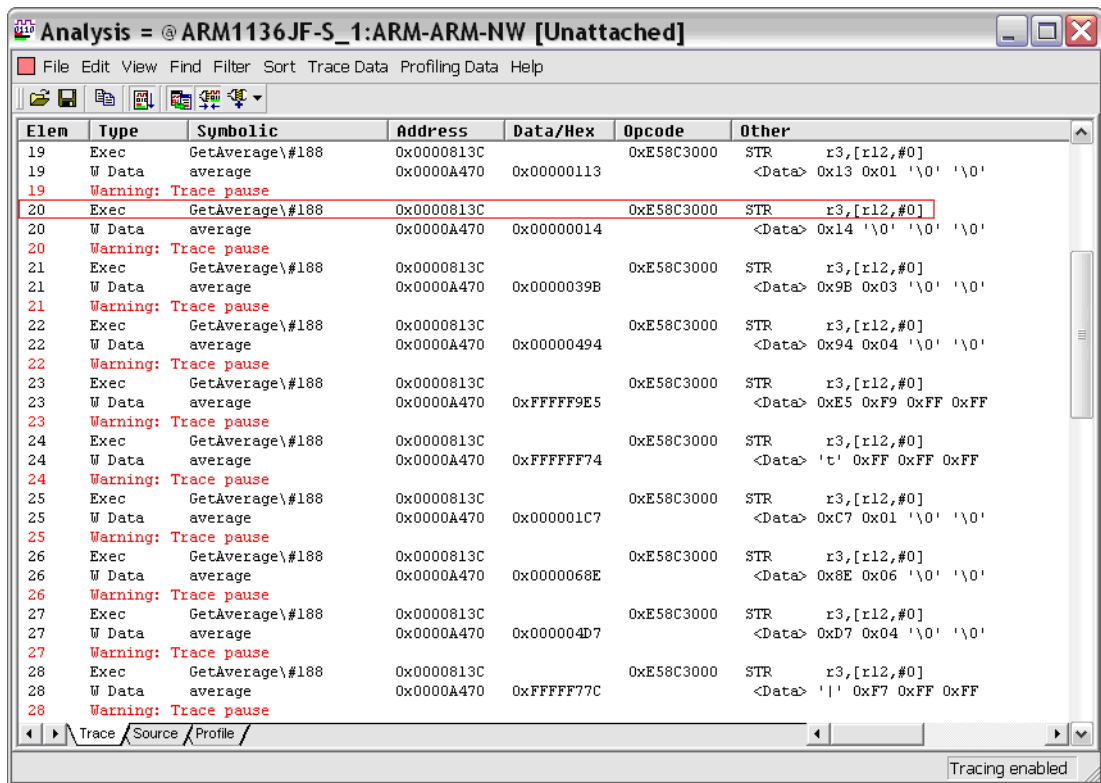 Analysis = @ARM1136JF-S_1:ARM-ARM-NW [Unattached]
File Edit View Find Filter Sort Trace Data Profiling Data Help
Elem Type Symbolic Address Data/Hex Opcode Other
19 Exec GetAverage\#188 0x0000813C 0xE58C3000 STR r3,[r12,#0]
19 W Data average 0x0000A470 0x00000113 <Data> 0x13 0x01 '\0' '\0'
19 Warning: Trace pause
20 Exec GetAverage\#188 0x0000813C 0xE58C3000 STR r3,[r12,#0]
20 W Data average 0x0000A470 0x00000014 <Data> 0x14 '\0' '\0' '\0'
20 Warning: Trace pause
21 Exec GetAverage\#188 0x0000813C 0xE58C3000 STR r3,[r12,#0]
21 W Data average 0x0000A470 0x0000039B <Data> 0x9B 0x03 '\0' '\0'
21 Warning: Trace pause
22 Exec GetAverage\#188 0x0000813C 0xE58C3000 STR r3,[r12,#0]
22 W Data average 0x0000A470 0x00000494 <Data> 0x94 0x04 '\0' '\0'
22 Warning: Trace pause
23 Exec GetAverage\#188 0x0000813C 0xE58C3000 STR r3,[r12,#0]
23 W Data average 0x0000A470 0xFFFFF9E5 <Data> 0xE5 0xF9 0xFF 0xFF
23 Warning: Trace pause
24 Exec GetAverage\#188 0x0000813C 0xE58C3000 STR r3,[r12,#0]
24 W Data average 0x0000A470 0xFFFFFF74 <Data> 't' 0xFF 0xFF 0xFF
24 Warning: Trace pause
25 Exec GetAverage\#188 0x0000813C 0xE58C3000 STR r3,[r12,#0]
25 W Data average 0x0000A470 0x000001C7 <Data> 0xC7 0x01 '\0' '\0'
25 Warning: Trace pause
26 Exec GetAverage\#188 0x0000813C 0xE58C3000 STR r3,[r12,#0]
26 W Data average 0x0000A470 0x0000068E <Data> 0x8E 0x06 '\0' '\0'
26 Warning: Trace pause
27 Exec GetAverage\#188 0x0000813C 0xE58C3000 STR r3,[r12,#0]
27 W Data average 0x0000A470 0x000004D7 <Data> 0xD7 0x04 '\0' '\0'
27 Warning: Trace pause
28 Exec GetAverage\#188 0x0000813C 0xE58C3000 STR r3,[r12,#0]
28 W Data average 0x0000A470 0xFFFFF77C <Data> '|' 0xF7 0xFF 0xFF
28 Warning: Trace pause
Trace Source Profile
Tracing enabled